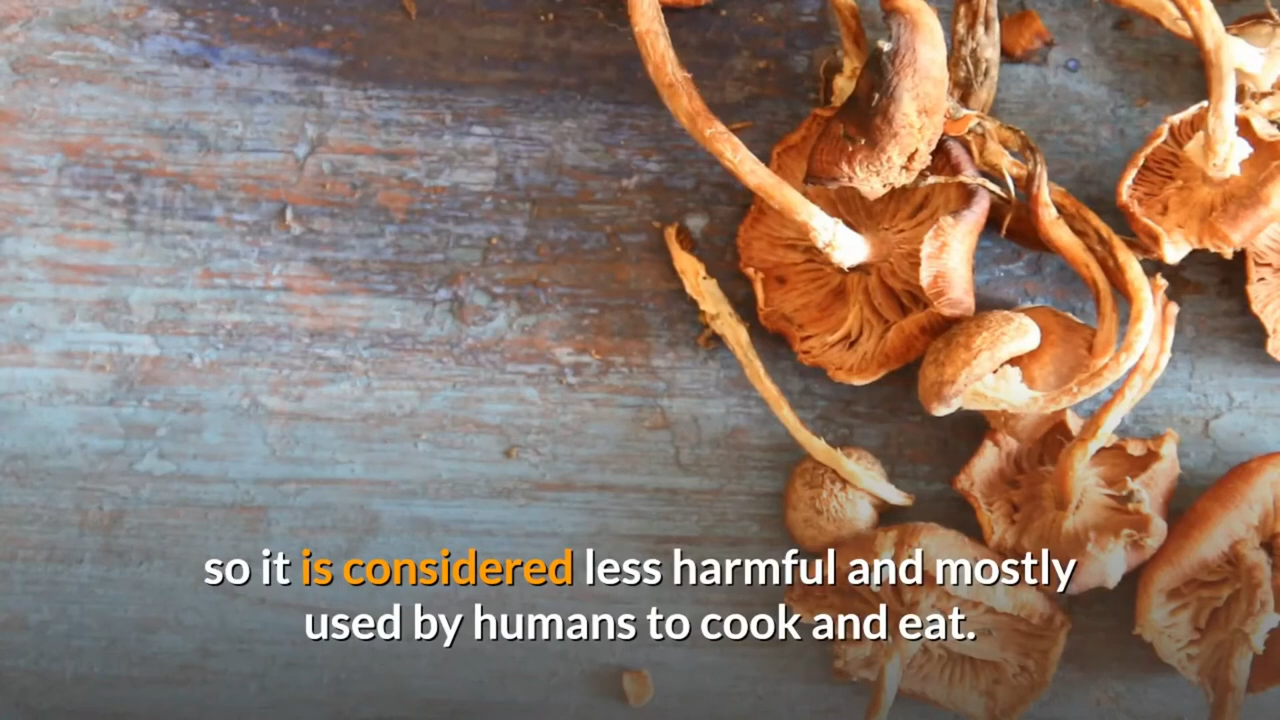 so it is considered less harmful and mostly
used by humans to cook and eat.